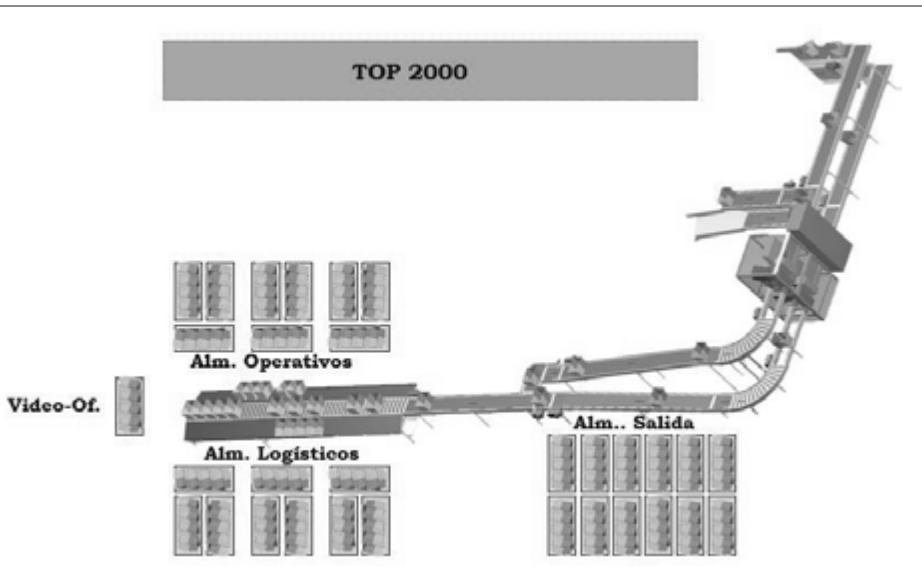 TOP 2000
Alm. Operativos
Video-Of.
Alm.. Salida
Alm. Logísticos